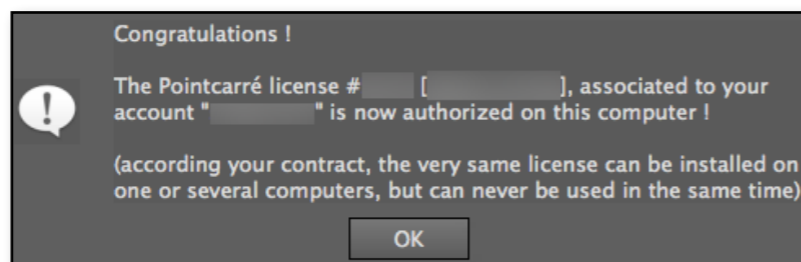 Congratulations !
The Pointcarré license # [ ], associated to your
account " " is now authorized on this computer !
(according your contract, the very same license can be installed on
one or several computers, but can never be used in the same time)
OK